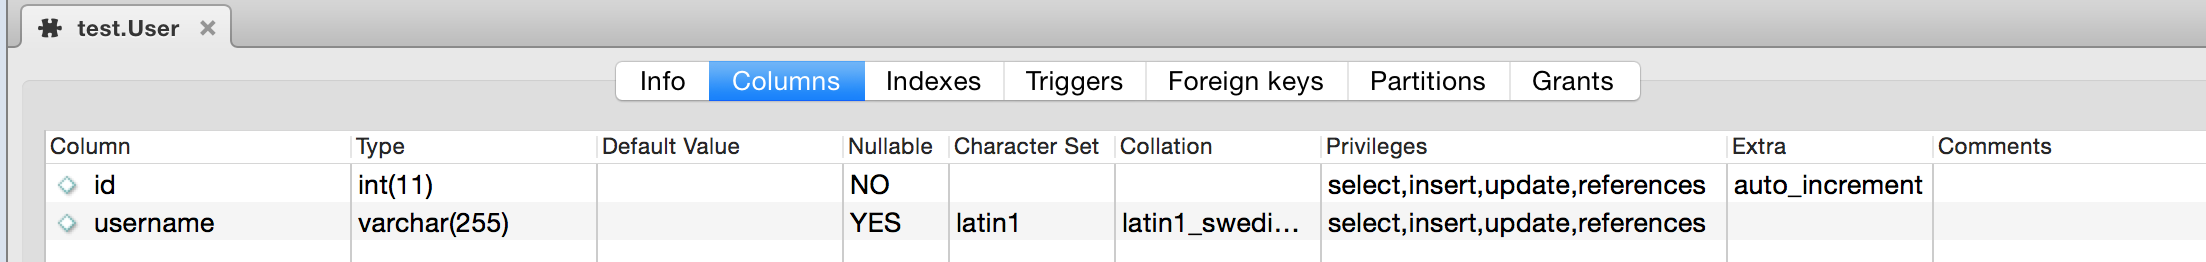 test.User
Info Columns Indexes Triggers Foreign keys Partitions Grants
Column Type Default Value Nullable Character Set Collation Privileges Extra Comments
id int(11) NO select,insert,update,references auto_increment
username varchar(255) YES latin1 latin1_swedi... select,insert,update,references